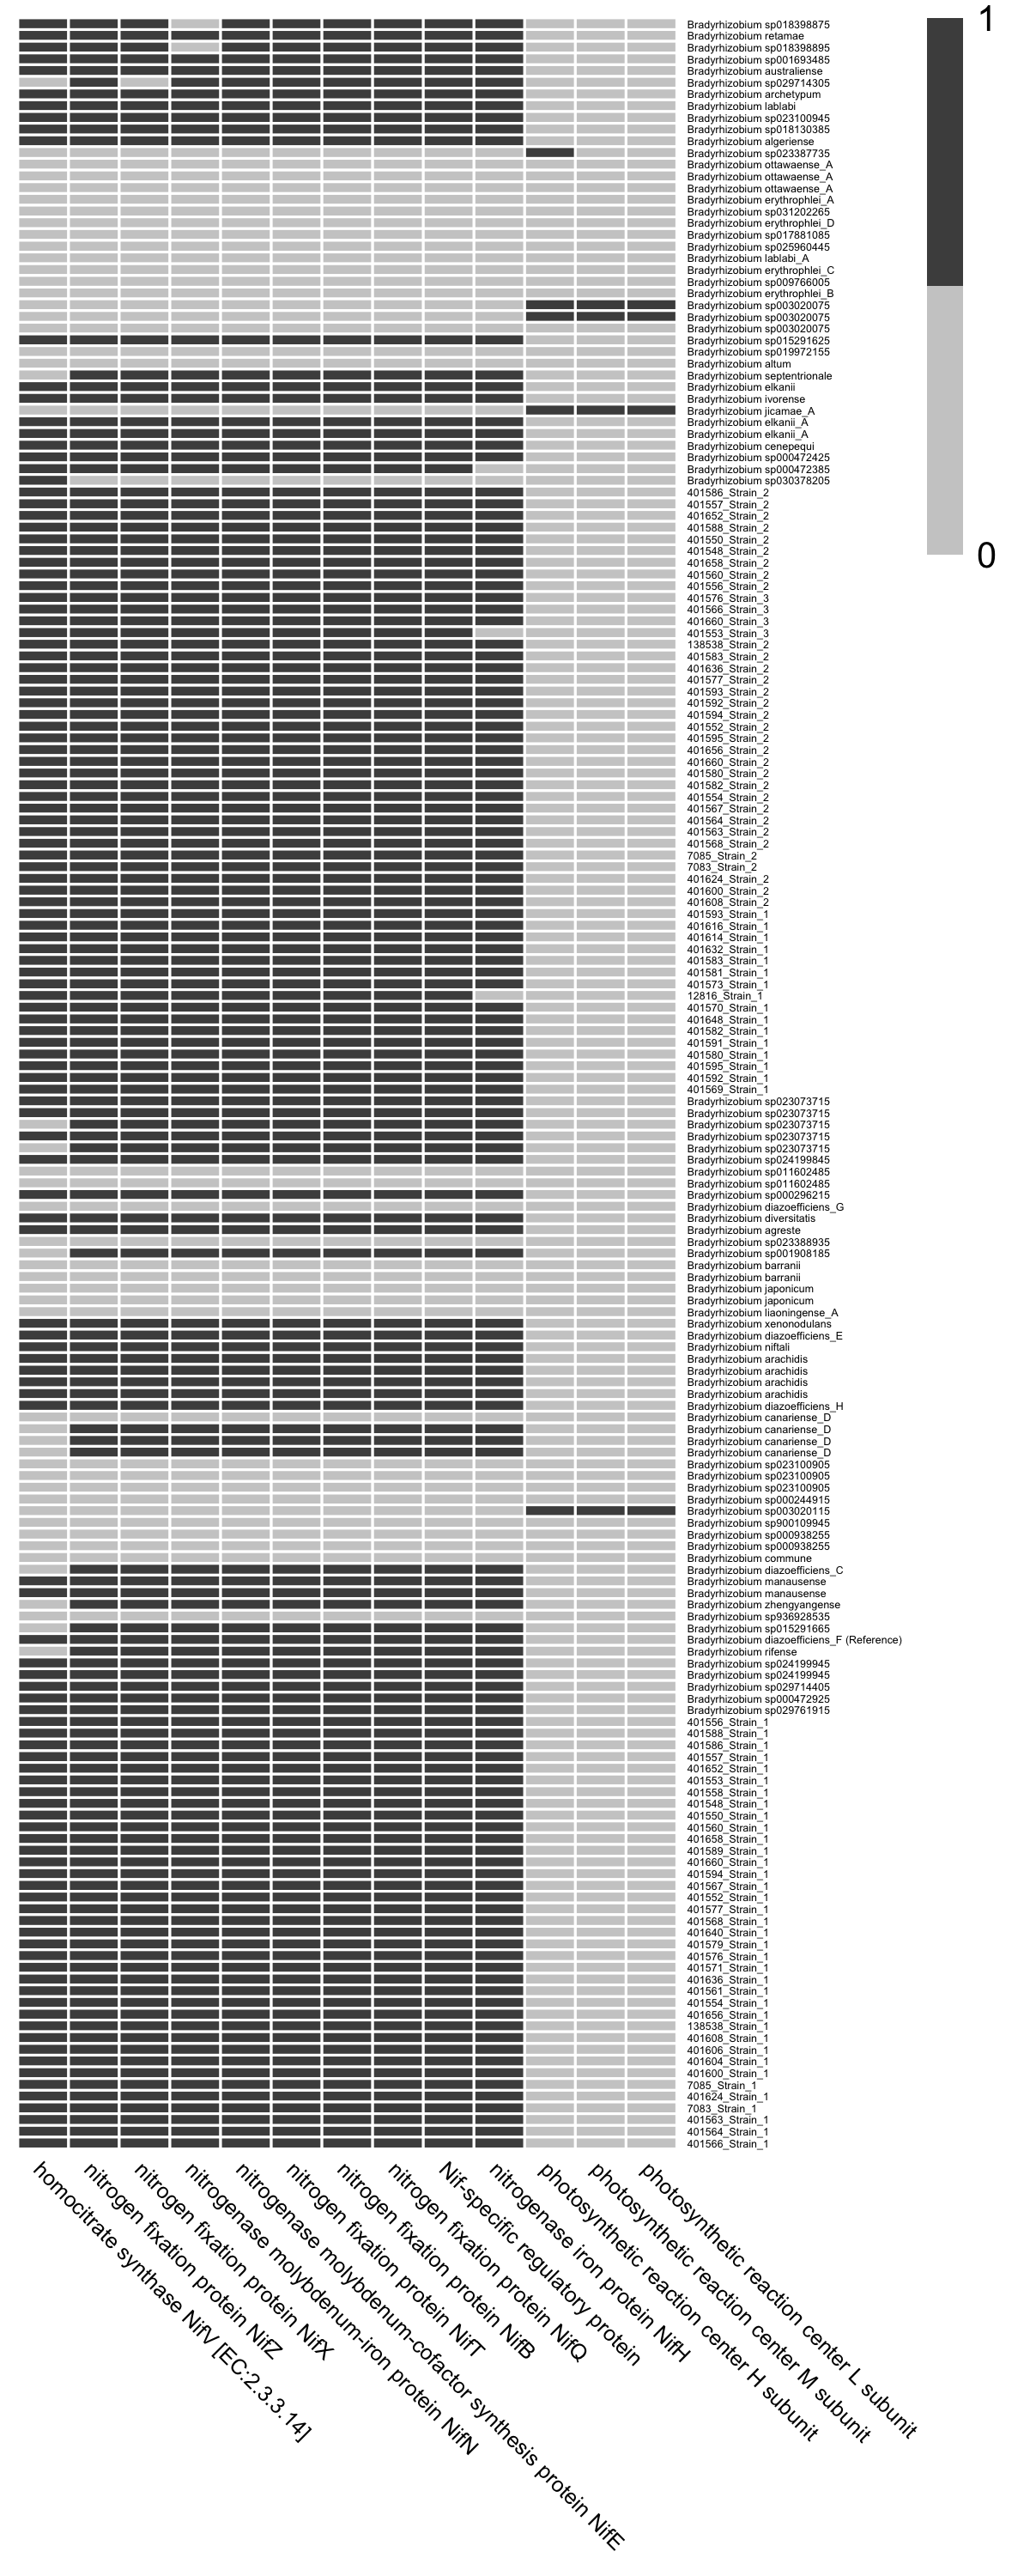 1
0
Bradyrhizobium sp018398875
Bradyrhizobium retamae
Bradyrhizobium sp018398895
Bradyrhizobium sp001693485
Bradyrhizobium australiense
Bradyrhizobium sp029714305
Bradyrhizobium archetypum
Bradyrhizobium lablabi
Bradyrhizobium sp023100945
Bradyrhizobium sp018130385
Bradyrhizobium algeriense
Bradyrhizobium sp023387735
Bradyrhizobium ottawaense_A
Bradyrhizobium ottawaense_A
Bradyrhizobium ottawaense_A
Bradyrhizobium erythrophlei_A
Bradyrhizobium sp031202265
Bradyrhizobium erythrophlei_D
Bradyrhizobium sp017881085
Bradyrhizobium sp025960445
Bradyrhizobium lablabi_A
Bradyrhizobium erythrophlei_C
Bradyrhizobium sp009766005
Bradyrhizobium erythrophlei_B
Bradyrhizobium sp003020075
Bradyrhizobium sp003020075
Bradyrhizobium sp003020075
Bradyrhizobium sp015291625
Bradyrhizobium sp019972155
Bradyrhizobium altum
Bradyrhizobium septentrionale
Bradyrhizobium elkanii
Bradyrhizobium ivorense
Bradyrhizobium jicamae_A
Bradyrhizobium elkanii_A
Bradyrhizobium elkanii_A
Bradyrhizobium cenepequi
Bradyrhizobium sp000472425
Bradyrhizobium sp000472385
Bradyrhizobium sp030378205
401586_Strain_2
401557_Strain_2
401652_Strain_2
401588_Strain_2
401550_Strain_2
401548_Strain_2
401658_Strain_2
401560_Strain_2
401556_Strain_2
401576_Strain_3
401566_Strain_3
401660_Strain_3
401553_Strain_3
138538_Strain_2
401583_Strain_2
401636_Strain_2
401577_Strain_2
401593_Strain_2
401592_Strain_2
401594_Strain_2
401552_Strain_2
401595_Strain_2
401656_Strain_2
401660_Strain_2
401580_Strain_2
401582_Strain_2
401554_Strain_2
401567_Strain_2
401564_Strain_2
401563_Strain_2
401568_Strain_2
7085_Strain_2
7083_Strain_2
401624_Strain_2
401600_Strain_2
401608_Strain_2
401593_Strain_1
401616_Strain_1
401614_Strain_1
401632_Strain_1
401583_Strain_1
401581_Strain_1
401573_Strain_1
12816_Strain_1
401570_Strain_1
401648_Strain_1
401582_Strain_1
401591_Strain_1
401580_Strain_1
401595_Strain_1
401592_Strain_1
401569_Strain_1
Bradyrhizobium sp023073715
Bradyrhizobium sp023073715
Bradyrhizobium sp023073715
Bradyrhizobium sp023073715
Bradyrhizobium sp023073715
Bradyrhizobium sp024199845
Bradyrhizobium sp011602485
Bradyrhizobium sp011602485
Bradyrhizobium sp000296215
Bradyrhizobium diazoefficiens_G
Bradyrhizobium diversitatis
Bradyrhizobium agreste
Bradyrhizobium sp023388935
Bradyrhizobium sp001908185
Bradyrhizobium barranii
Bradyrhizobium barranii
Bradyrhizobium japonicum
Bradyrhizobium japonicum
Bradyrhizobium liaoningense_A
Bradyrhizobium xenonodulans
Bradyrhizobium diazoefficiens_E
Bradyrhizobium niftali
Bradyrhizobium arachidis
Bradyrhizobium arachidis
Bradyrhizobium arachidis
Bradyrhizobium arachidis
Bradyrhizobium diazoefficiens_H
Bradyrhizobium canariense_D
Bradyrhizobium canariense_D
Bradyrhizobium canariense_D
Bradyrhizobium canariense_D
Bradyrhizobium sp023100905
Bradyrhizobium sp023100905
Bradyrhizobium sp023100905
Bradyrhizobium sp000244915
Bradyrhizobium sp003020115
Bradyrhizobium sp900109945
Bradyrhizobium sp000938255
Bradyrhizobium sp000938255
Bradyrhizobium commune
Bradyrhizobium diazoefficiens_C
Bradyrhizobium manausense
Bradyrhizobium manausense
Bradyrhizobium zhengyangense
Bradyrhizobium sp936928535
Bradyrhizobium sp015291665
Bradyrhizobium diazoefficiens_F (Reference)
Bradyrhizobium rifense
Bradyrhizobium sp024199945
Bradyrhizobium sp024199945
Bradyrhizobium sp029714405
Bradyrhizobium sp000472925
Bradyrhizobium sp029761915
401556_Strain_1
401588_Strain_1
401586_Strain_1
401557_Strain_1
401652_Strain_1
401553_Strain_1
401558_Strain_1
401548_Strain_1
401550_Strain_1
401560_Strain_1
401658_Strain_1
401589_Strain_1
401660_Strain_1
401594_Strain_1
401567_Strain_1
401552_Strain_1
401577_Strain_1
401568_Strain_1
401640_Strain_1
401579_Strain_1
401576_Strain_1
401571_Strain_1
401636_Strain_1
401561_Strain_1
401554_Strain_1
401656_Strain_1
138538_Strain_1
401608_Strain_1
401606_Strain_1
401604_Strain_1
401600_Strain_1
7085_Strain_1
401624_Strain_1
7083_Strain_1
401563_Strain_1
401564_Strain_1
401566_Strain_1
homocitrate synthase NifV [EC:2.3.3.14]
nitrogen fixation protein NifZ
nitrogen fixation protein NifX
nitrogenase molybdenum-iron protein NifN
nitrogenase molybdenum-cofactor synthesis protein NifE
nitrogen fixation protein NifT
nitrogen fixation protein NifB
nitrogen fixation protein NifQ
Nif-specific regulatory protein
nitrogenase iron protein NifH
photosynthetic reaction center H subunit
photosynthetic reaction center M subunit
photosynthetic reaction center L subunit